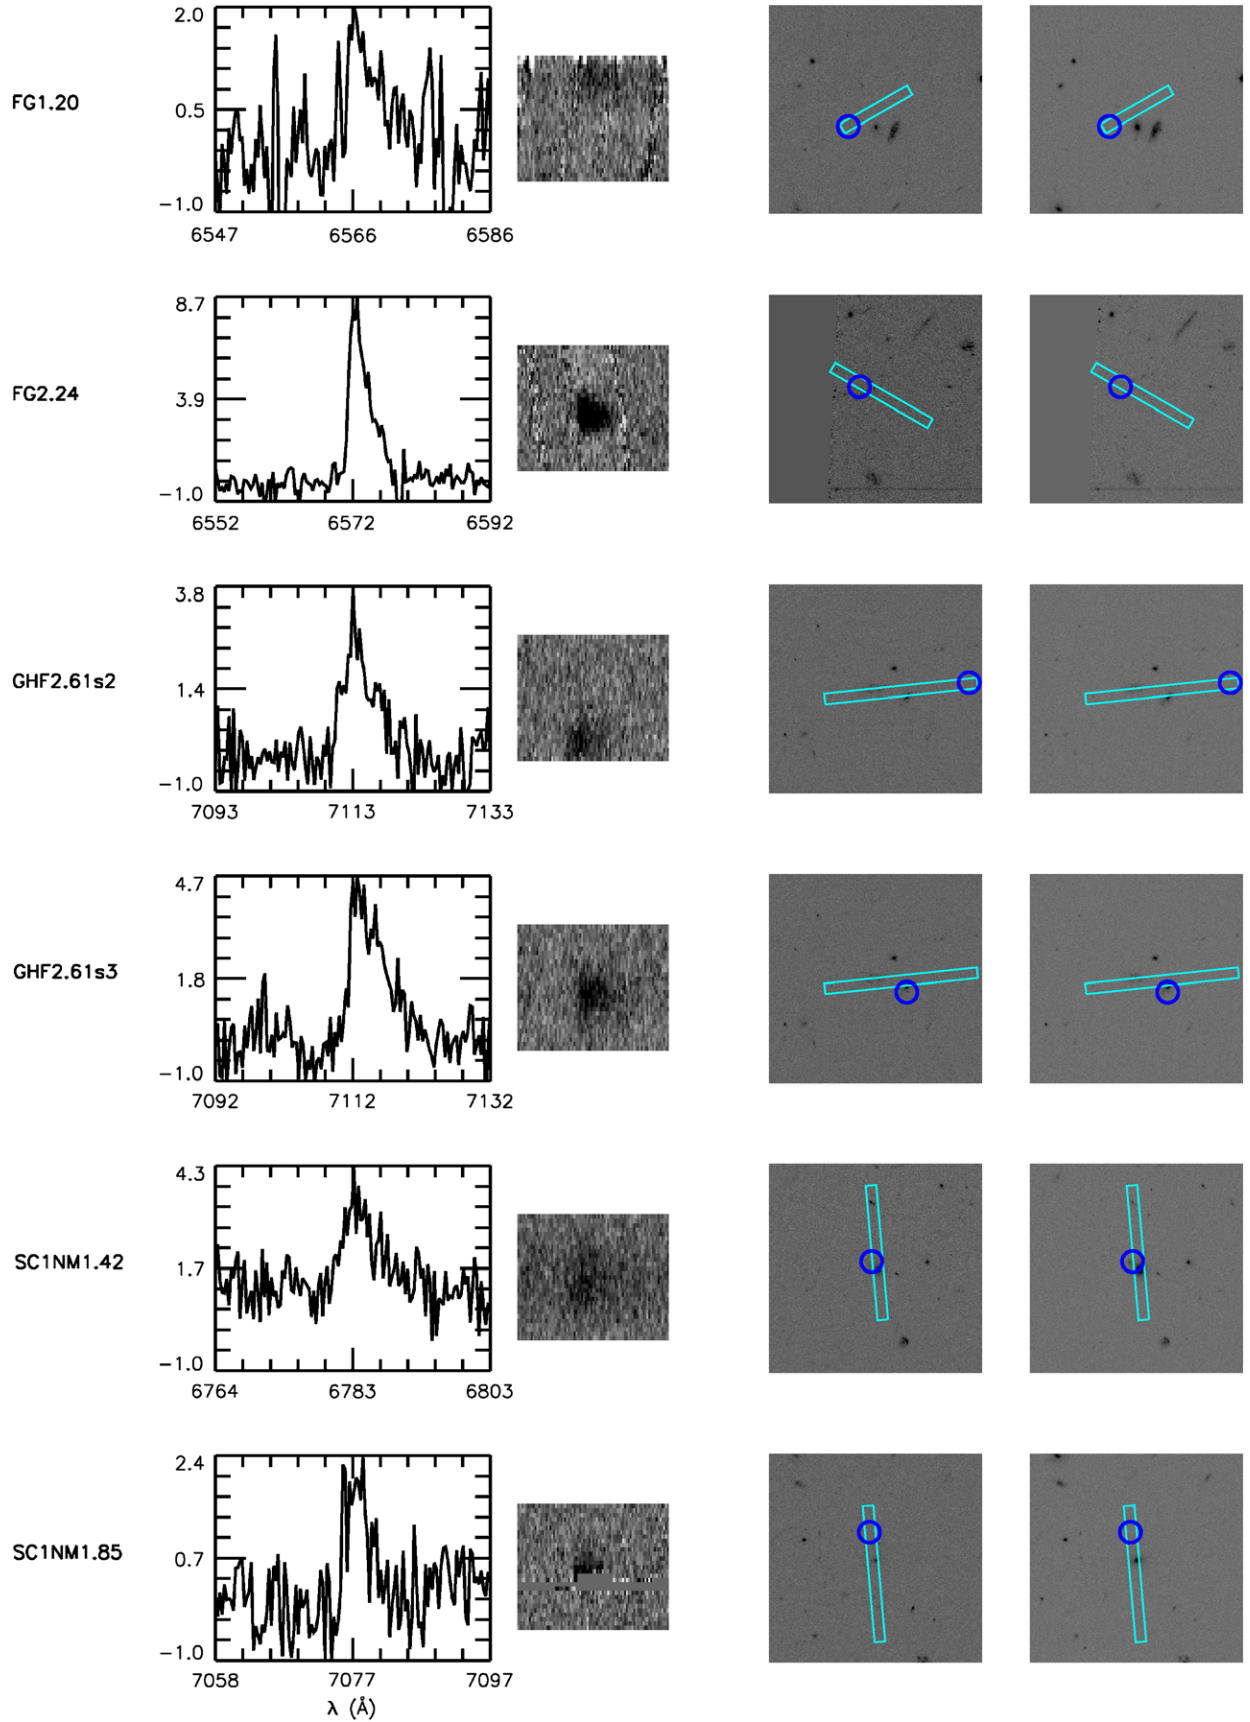 2.0
FG1.20
0.5
−1.0
6547 6566 6586
8.7
FG2.24
3.9
−1.0
6552 6572 6592
3.8
GHF2.61s2
1.4
−1.0
7093 7113 7133
4.7
GHF2.61s3
1.8
−1.0
7092 7112 7132
4.3
SC1NM1.42
1.7
−1.0
6764 6783 6803
2.4
SC1NM1.85
0.7
−1.0
7058 7077 7097
λ (Å)